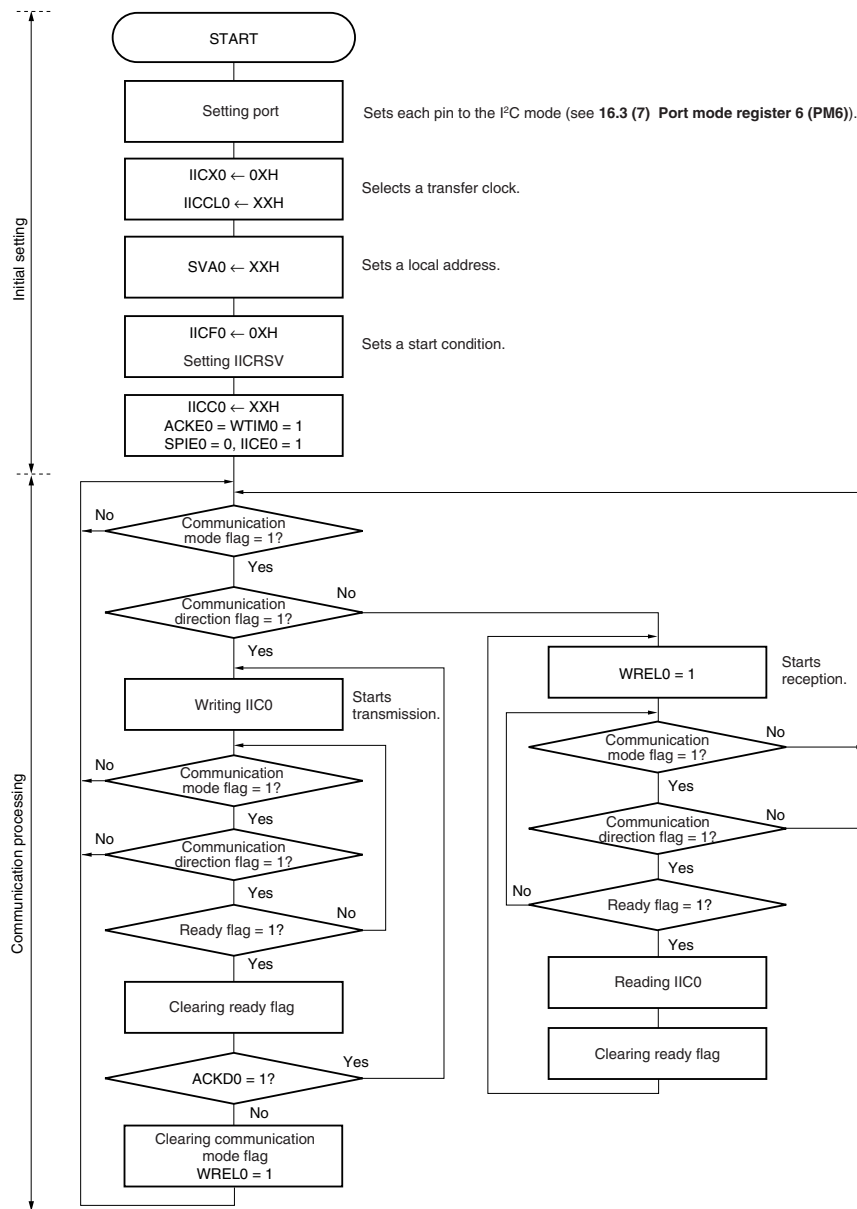 START
Setting port
Sets each pin to the I²C mode (see 16.3 (7) Port mode register 6 (PM6)).
IICX0 ← 0XH
IICCL0 ← XXH
Selects a transfer clock.
SVA0 ← XXH
Sets a local address.
IICF0 ← 0XH
Setting IICRSV
Sets a start condition.
IICC0 ← XXH
ACKE0 = WTIM0 = 1
SPIE0 = 0, IICE0 = 1
Initial setting
Communication processing
No
Communication
mode flag = 1?
Yes
Communication
direction flag = 1?
No
Yes
Writing IIC0
Starts
transmission.
No
Communication
mode flag = 1?
Yes
No
Communication
direction flag = 1?
Yes
Ready flag = 1?
No
Yes
Clearing ready flag
ACKD0 = 1?
Yes
No
Clearing communication
mode flag
WREL0 = 1
WREL0 = 1
Starts
reception.
Communication
mode flag = 1?
No
Yes
Communication
direction flag = 1?
No
Yes
No
Ready flag = 1?
Yes
Reading IIC0
Clearing ready flag